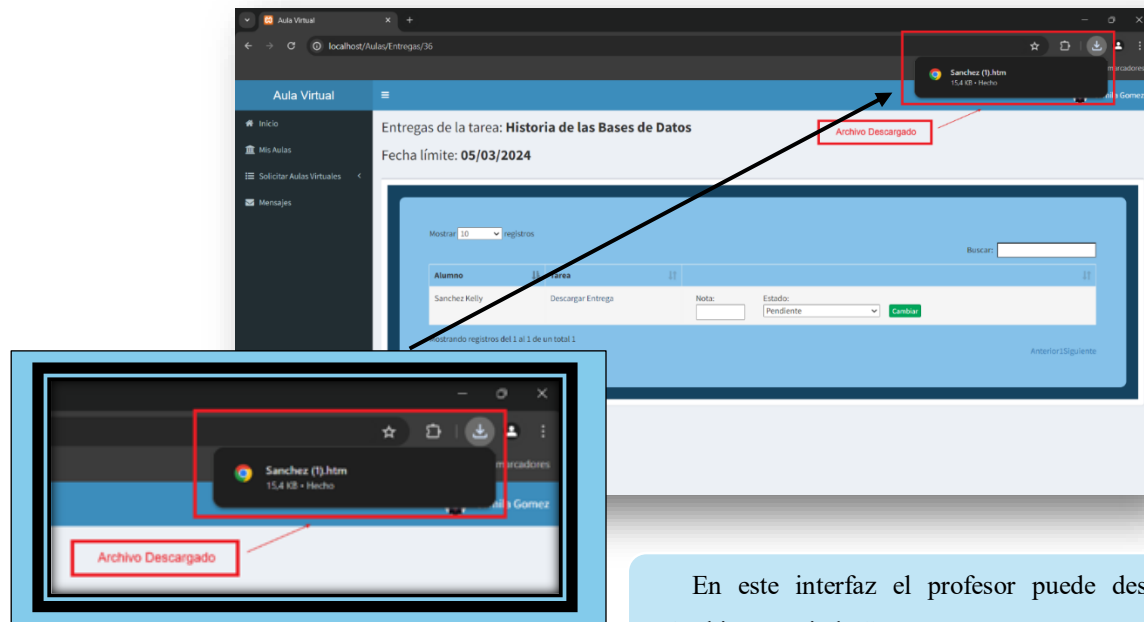 Aula Virtual
localhost/Aulas/Entregas/36
Sanchez (1).htm
15,4 KB • Hecho
marcadores
Aula Virtual
Gomez
Inicio
Mis Aulas
Solicitar Aulas Virtuales
Mensajes
Entregas de la tarea: Historia de las Bases de Datos
Archivo Descargado
Fecha límite: 05/03/2024
Mostrar 10 registros
Buscar:
Alumno Tarea
Sanchez Kelly Descargar Entrega Nota: Estado:
Pendiente Cambiar
Mostrando registros del 1 al 1 de un total 1
Anterior1Siguiente
Sanchez (1).htm
15,4 KB • Hecho
marcadores
mila Gomez
Archivo Descargado
En este interfaz el profesor puede des